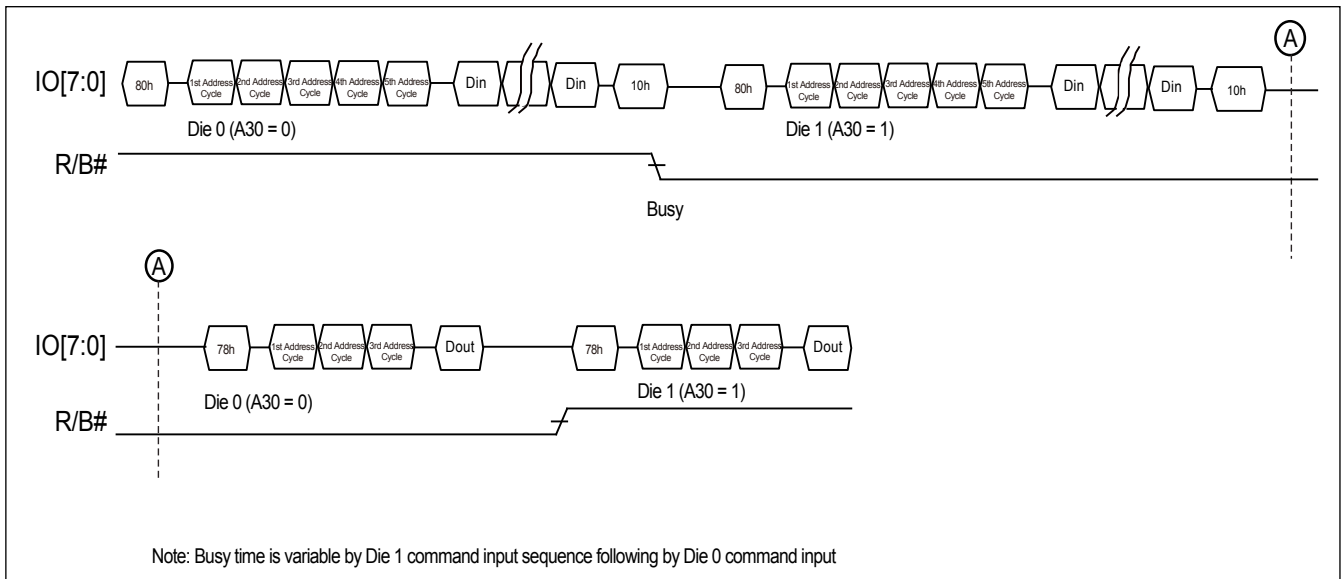 A
IO[7:0] 80h 1st Address Cycle 2nd Address Cycle 3rd Address Cycle 4th Address Cycle 5th Address Cycle Din Din 10h 80h 1st Address Cycle 2nd Address Cycle 3rd Address Cycle 4th Address Cycle 5th Address Cycle Din Din 10h
Die 0 (A30 = 0) Die 1 (A30 = 1)
R/B#
Busy
A
IO[7:0] 78h 1st Address Cycle 2nd Address Cycle 3rd Address Cycle Dout 78h 1st Address Cycle 2nd Address Cycle 3rd Address Cycle Dout
Die 0 (A30 = 0) Die 1 (A30 = 1)
R/B#
Note: Busy time is variable by Die 1 command input sequence following by Die 0 command input